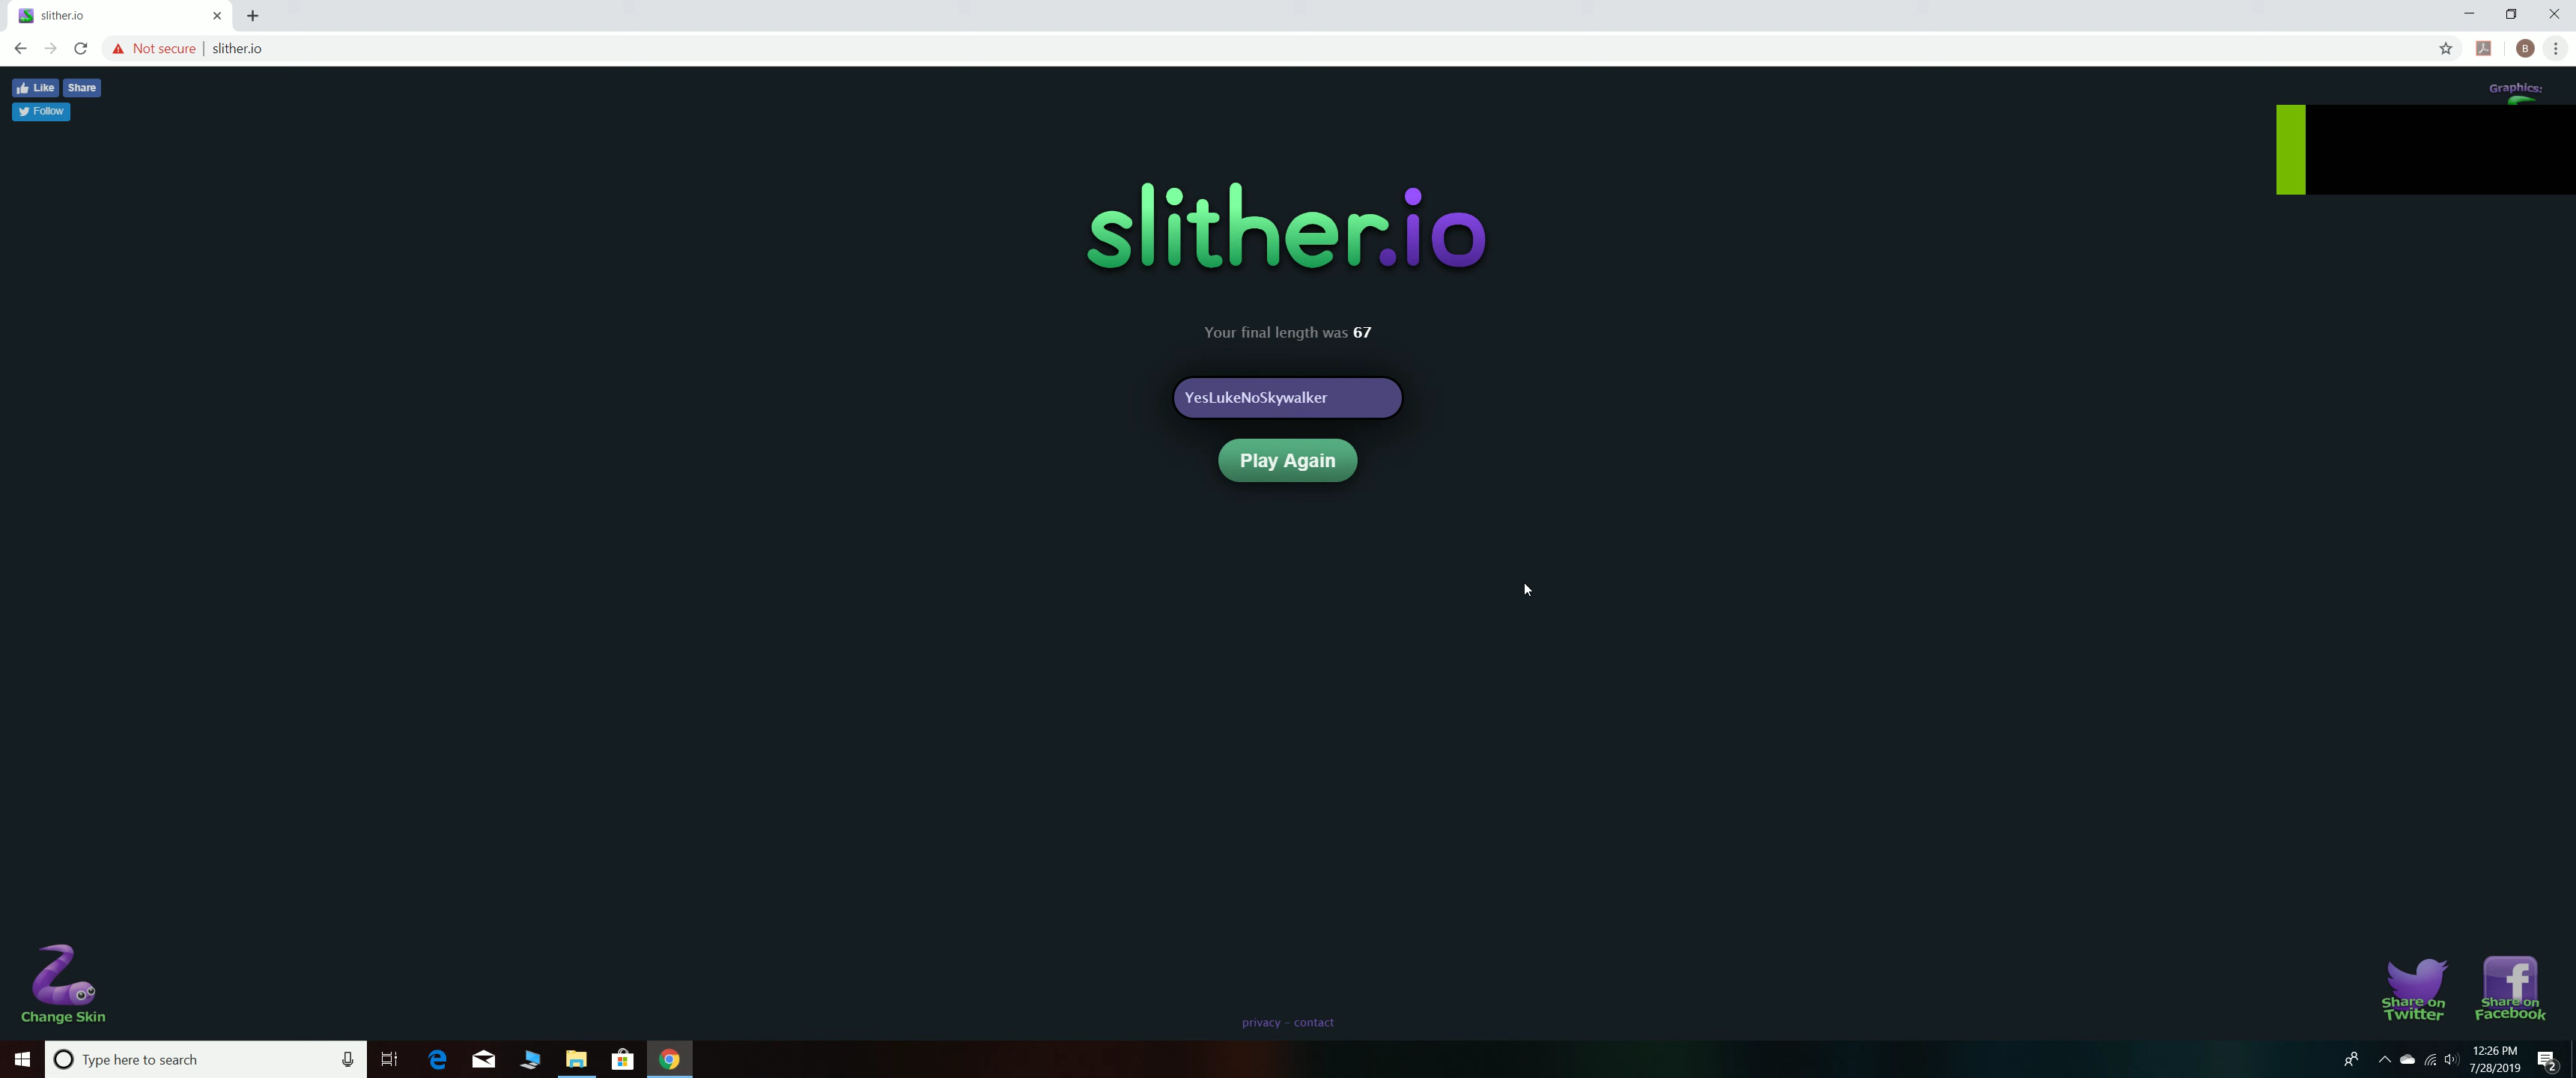 slither.io
Not secure | slither.io
Like Share
Follow
Graphics:
slither.io
Your final length was 67
YesLukeNoSkywalker
Play Again
Change Skin
privacy - contact
Share on
Twitter
Share on
Facebook
B
Type here to search
12:26 PM
7/28/2019
2